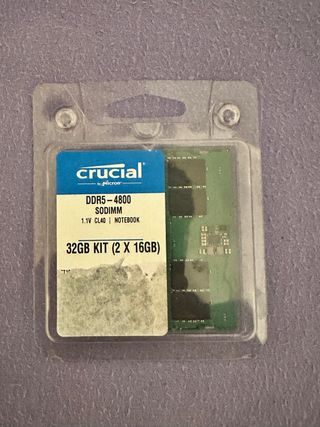 crucial
by Micron
DDR5-4800
SODIMM
1.1V CL40 | NOTEBOOK
32GB KIT (2 X 16GB)